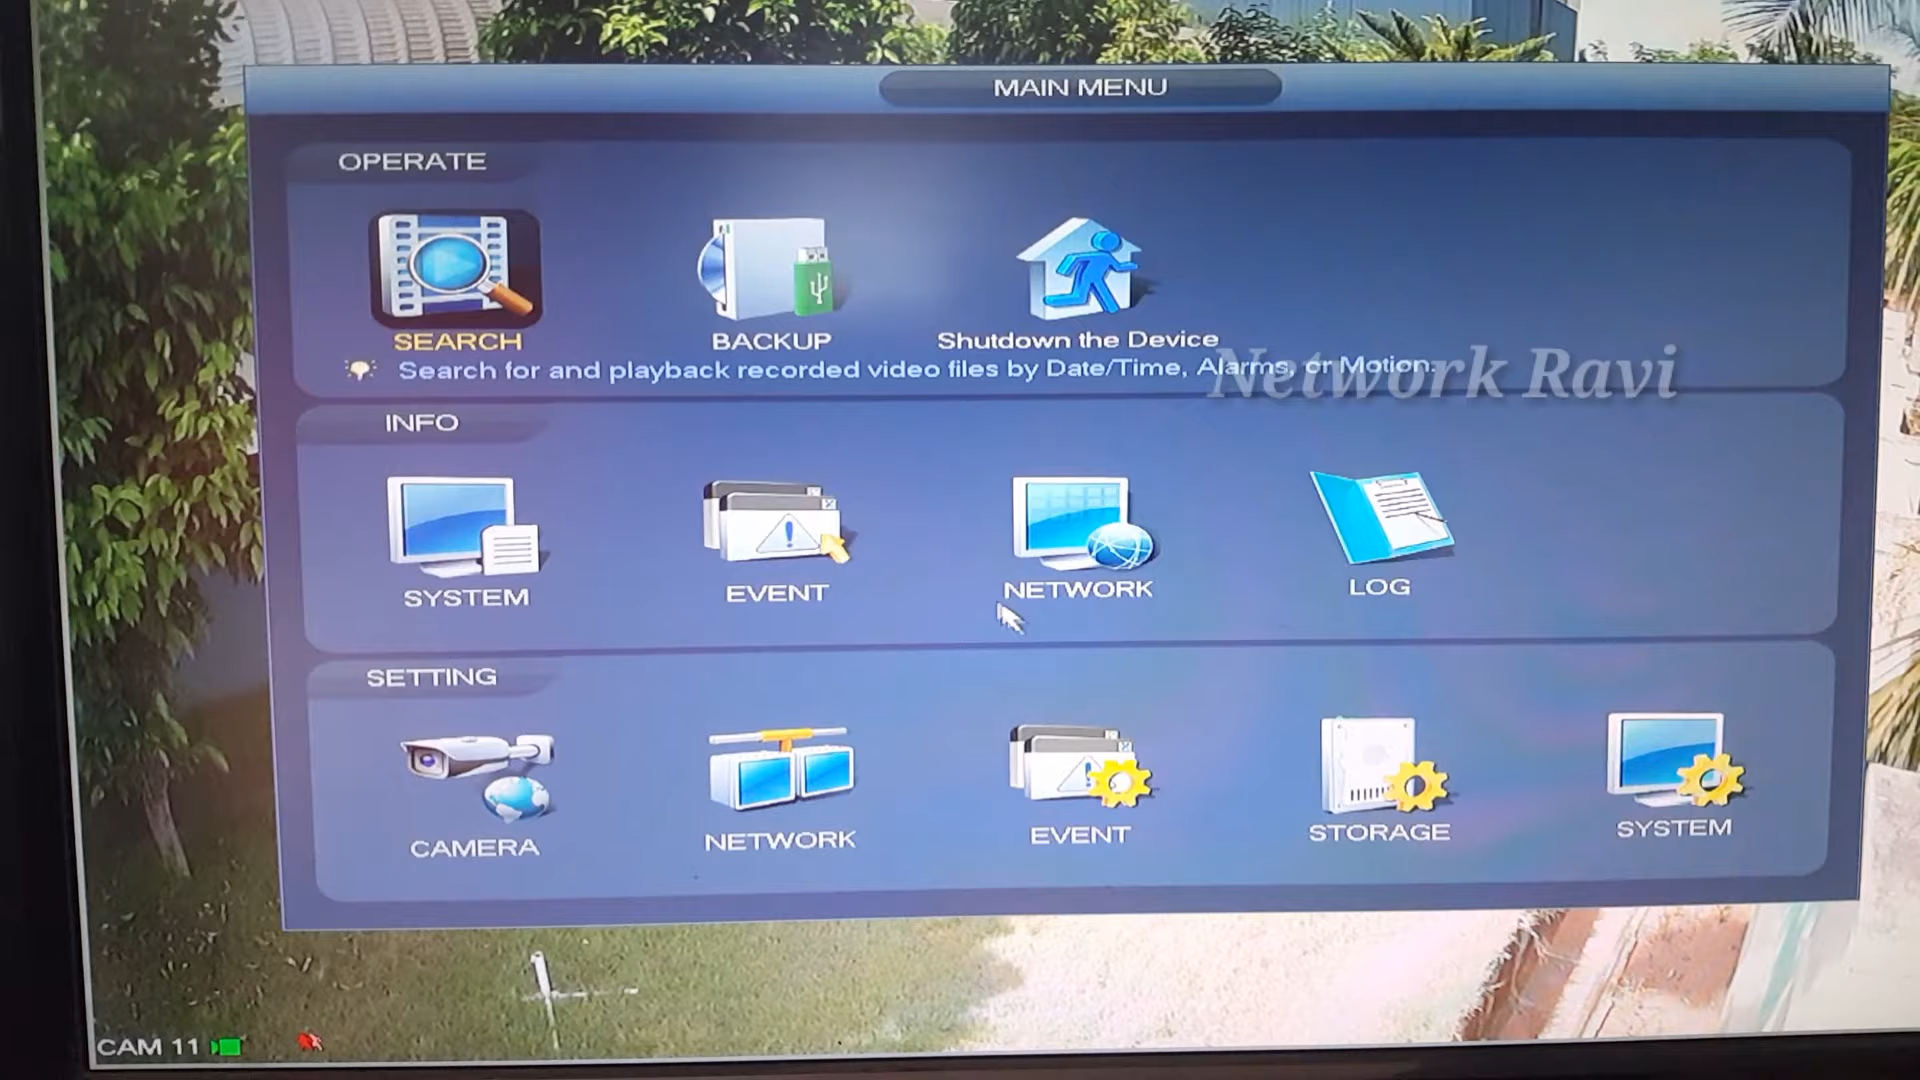 MAIN MENU
OPERATE
SEARCH BACKUP Shutdown the Device
Search for and playback recorded video files by Date/Time, Alarms, or Motion.
Network Ravi
INFO
SYSTEM EVENT NETWORK LOG
SETTING
CAMERA NETWORK EVENT STORAGE SYSTEM
CAM 11